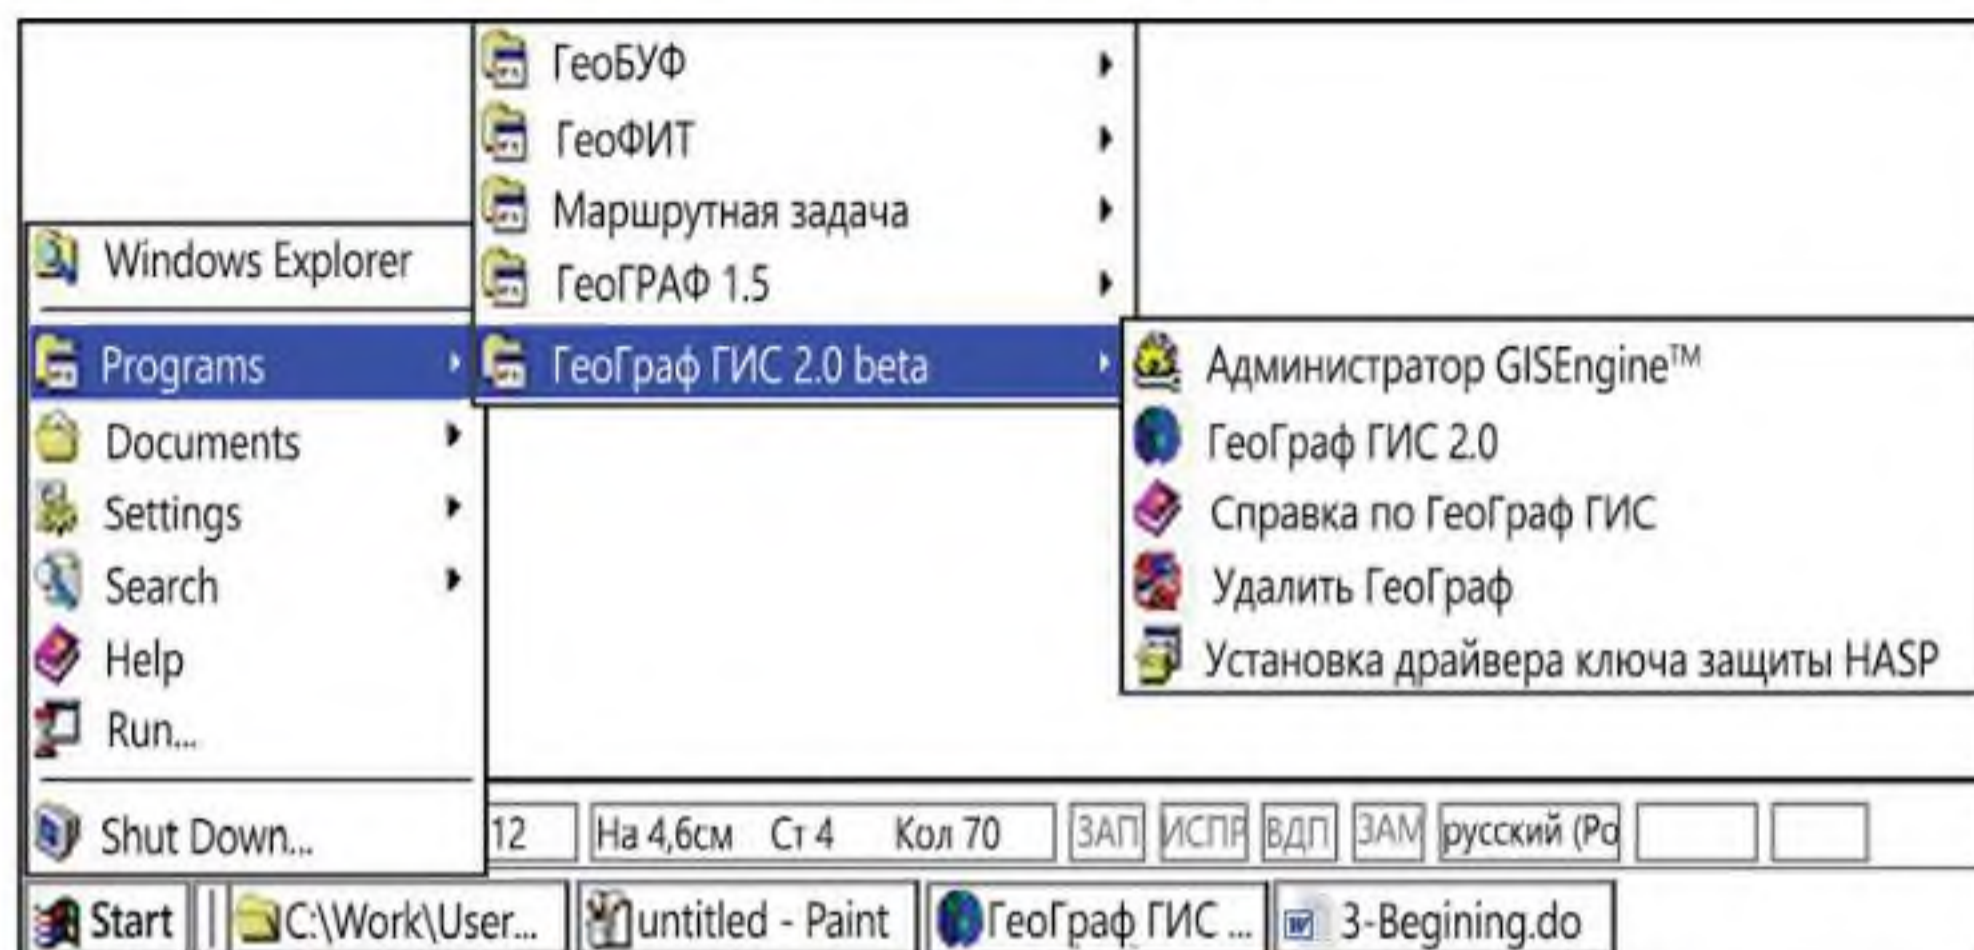 ГеоБУФ
ГеоФИТ
Маршрутная задача
ГеоГРАФ 1.5
ГеоГраф ГИС 2.0 beta
Windows Explorer
Programs
Documents
Settings
Search
Help
Run...
Shut Down...
Администратор GISEngine™
ГеоГраф ГИС 2.0
Справка по ГеоГраф ГИС
Удалить ГеоГраф
Установка драйвера ключа защиты HASP
12 На 4,6см Ст 4 Кол 70 ЗАП ИСПР ВДП ЗАМ русский (Ро
Start C:\Work\User... untitled - Paint ГеоГраф ГИС ... 3-Begining.do